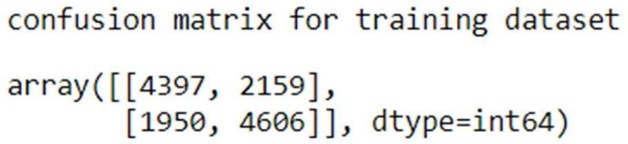 confusion matrix for training dataset
array([[4397, 2159],
       [1950, 4606]], dtype=int64)